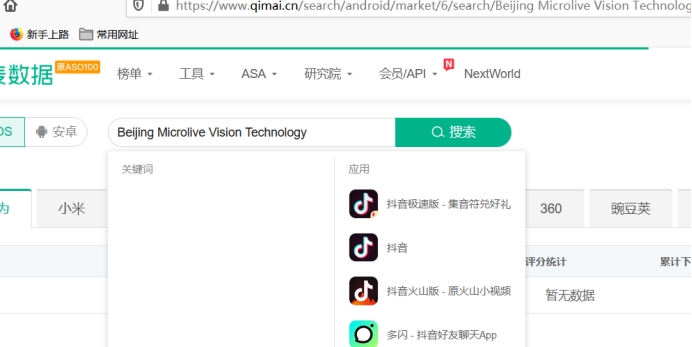 https://www.qimai.cn/search/android/market/6/search/Beijing Microlive Vision Technolog
新手上路 常用网址
麦数据 原ASO100 榜单 工具 ASA 研究院 会员/API N NextWorld
OS 安卓 Beijing Microlive Vision Technology 搜索
关键词 应用
抖音极速版 - 集音符兑好礼
为 小米 360 豌豆荚
抖音
评分统计 累计下
抖音火山版 - 原火山小视频 暂无数据
多闪 - 抖音好友聊天App